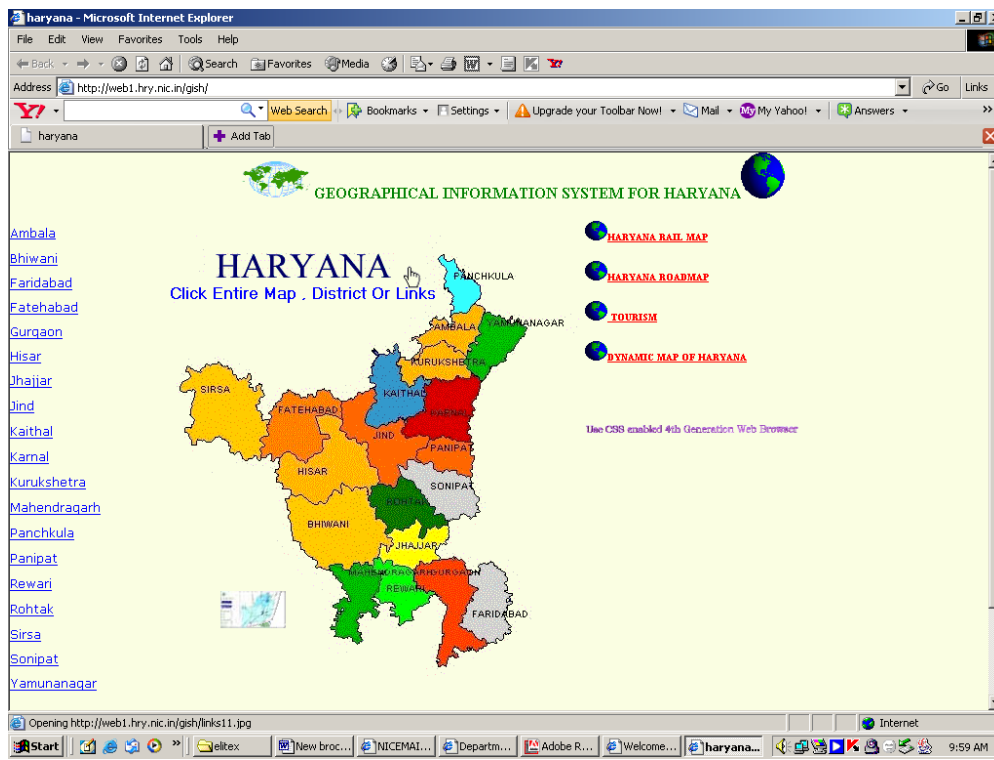 haryana - Microsoft Internet Explorer
File Edit View Favorites Tools Help
Back Search Favorites Media
Address http://web1.hry.nic.in/gish/ Go Links
Y! Web Search Bookmarks Settings Upgrade your Toolbar Now! Mail My Yahoo! Answers
haryana Add Tab
GEOGRAPHICAL INFORMATION SYSTEM FOR HARYANA
Ambala
Bhiwani
Faridabad
Fatehabad
Gurgaon
Hisar
Jhajjar
Jind
Kaithal
Karnal
Kurukshetra
Mahendragarh
Panchkula
Panipat
Rewari
Rohtak
Sirsa
Sonipat
Yamunanagar
HARYANA
Click Entire Map , District Or Links
PANCHKULA
AMBALA
YAMUNANAGAR
KURUKSHETRA
SIRSA
KAITHAL
FATEHABAD
KARNAL
JIND
PANIPAT
HISAR
SONIPAT
ROHTAK
BHIWANI
JHAJJAR
MAHENDRAGARH
GURGAON
REWARI
FARIDABAD
HARYANA RAIL MAP
HARYANA ROADMAP
TOURISM
DYNAMIC MAP OF HARYANA
Use CSS enabled 4th Generation Web Browser
Opening http://web1.hry.nic.in/gish/links11.jpg Internet
Start elitex New broc... NICEMAI... Departm... Adobe R... Welcome... haryana... 9:59 AM